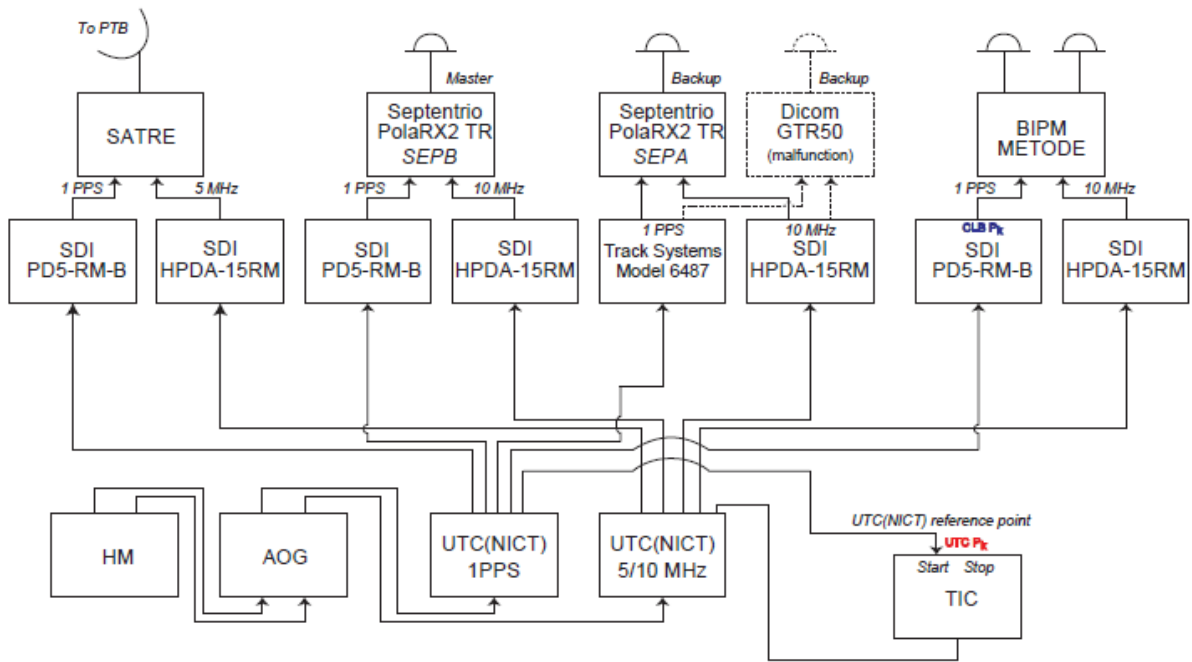 To PTB
Master
Backup
Backup
SATRE
Septentrio
PolaRX2 TR
SEPB
Septentrio
PolaRX2 TR
SEPA
Dicom
GTR50
(malfunction)
BIPM
METODE
1 PPS
5 MHz
1 PPS
10 MHz
1 PPS
10 MHz
1 PPS
10 MHz
SDI
PD5-RM-B
SDI
HPDA-15RM
SDI
PD5-RM-B
SDI
HPDA-15RM
Track Systems
Model 6487
SDI
HPDA-15RM
CLB Pk
SDI
PD5-RM-B
SDI
HPDA-15RM
HM
AOG
UTC(NICT)
1PPS
UTC(NICT)
5/10 MHz
UTC(NICT) reference point
UTC Pk
Start Stop
TIC